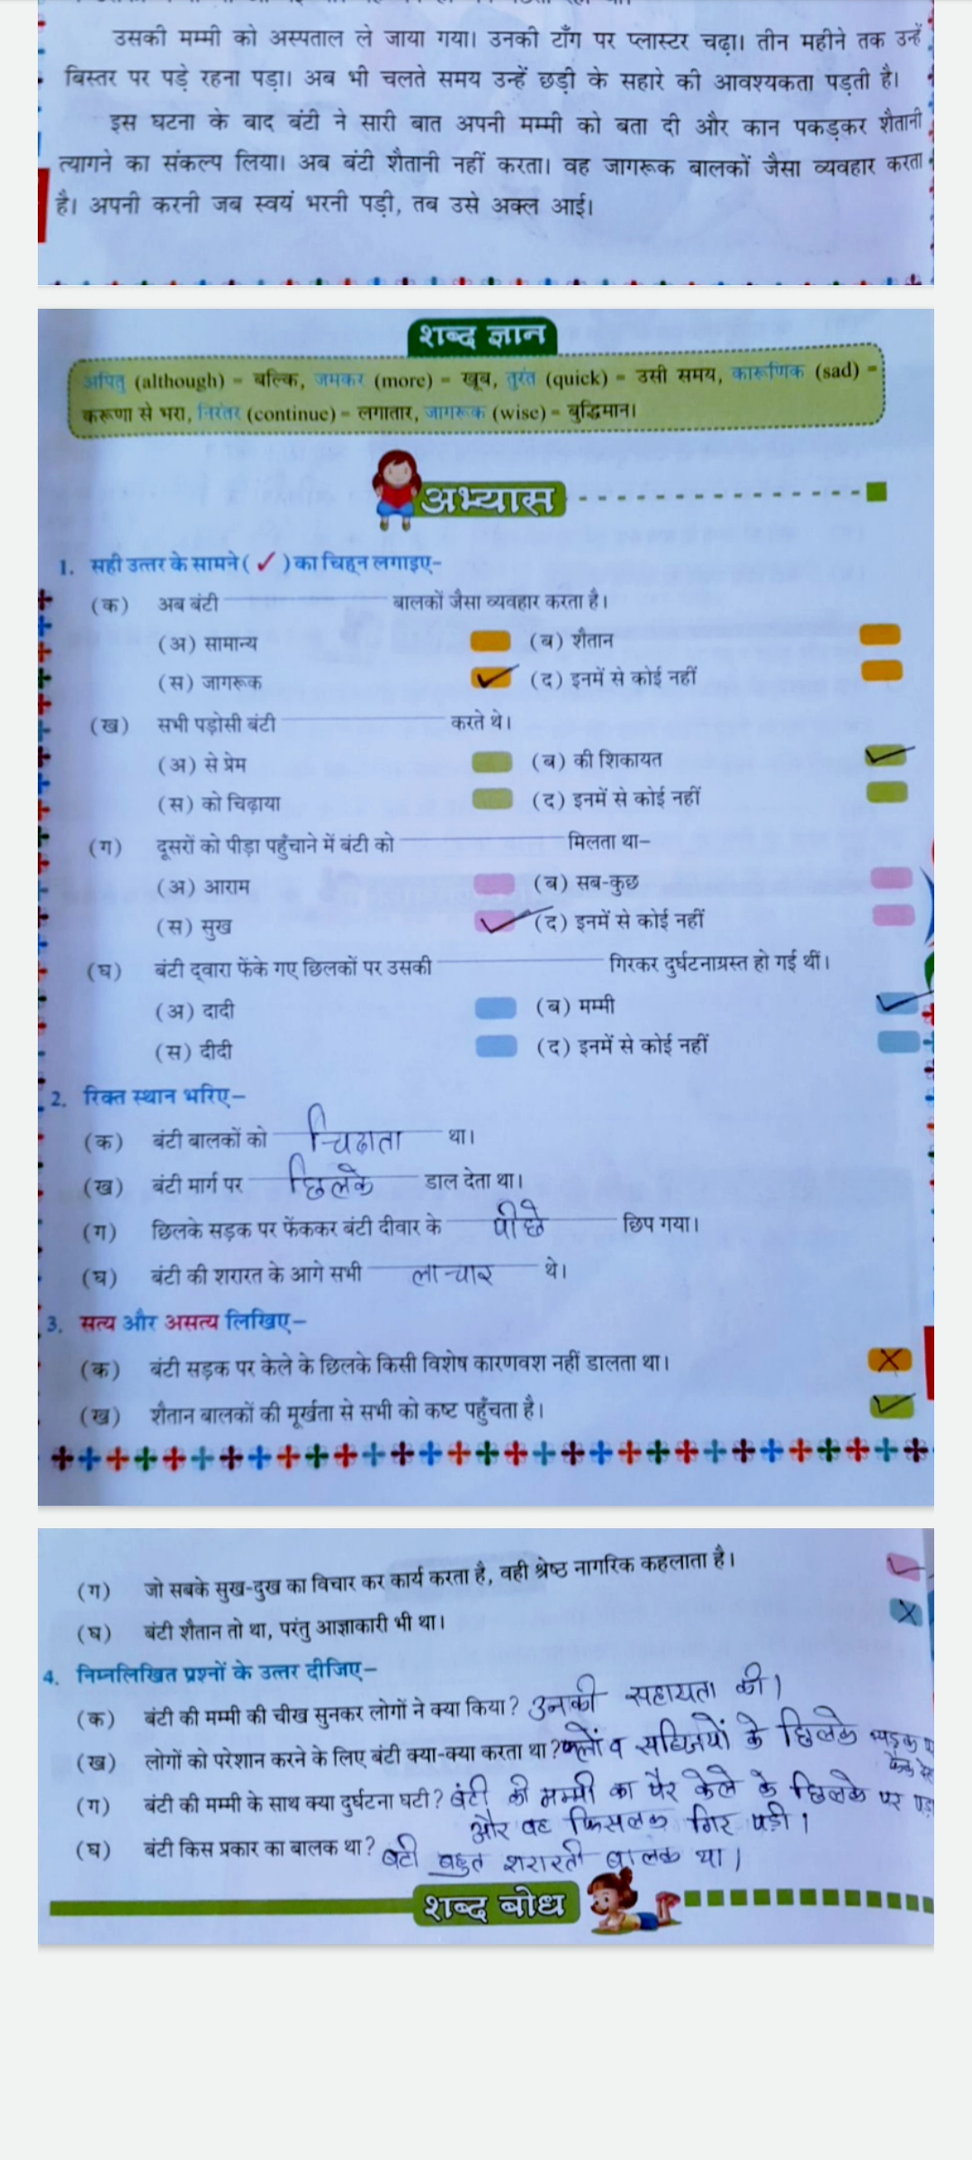 उसकी मम्मी को अस्पताल ले जाया गया। उनकी टाँग पर प्लास्टर चढ़ा। तीन महीने तक उन्हें
बिस्तर पर पड़े रहना पड़ा। अब भी चलते समय उन्हें छड़ी के सहारे की आवश्यकता पड़ती है।
इस घटना के बाद बंटी ने सारी बात अपनी मम्मी को बता दी और कान पकड़कर शैतानी
त्यागने का संकल्प लिया। अब बंटी शैतानी नहीं करता। वह जागरूक बालकों जैसा व्यवहार करता
है। अपनी करनी जब स्वयं भरनी पड़ी, तब उसे अक्ल आई।
शब्द ज्ञान
अपितु (although) = बल्कि, जमकर (more) = खूब, तुरंत (quick) = उसी समय, कारूणिक (sad) =
करूणा से भरा, निरंतर (continue) = लगातार, जागरूक (wise) = बुद्धिमान।
अभ्यास
1. सही उत्तर के सामने ( ✓ ) का चिह्न लगाइए–
(क) अब बंटी ____________ बालकों जैसा व्यवहार करता है।
(अ) सामान्य (ब) शैतान
(स) जागरूक ✓ (द) इनमें से कोई नहीं
(ख) सभी पड़ोसी बंटी ____________ करते थे।
(अ) से प्रेम (ब) की शिकायत ✓
(स) को चिढ़ाया (द) इनमें से कोई नहीं
(ग) दूसरों को पीड़ा पहुँचाने में बंटी को ____________ मिलता था–
(अ) आराम (ब) सब-कुछ
(स) सुख ✓ (द) इनमें से कोई नहीं
(घ) बंटी द्वारा फेंके गए छिलकों पर उसकी ____________ गिरकर दुर्घटनाग्रस्त हो गई थीं।
(अ) दादी (ब) मम्मी ✓
(स) दीदी (द) इनमें से कोई नहीं
2. रिक्त स्थान भरिए–
(क) बंटी बालकों को चिढाता था।
(ख) बंटी मार्ग पर छिलके डाल देता था।
(ग) छिलके सड़क पर फेंककर बंटी दीवार के पीछे छिप गया।
(घ) बंटी की शरारत के आगे सभी लाचार थे।
3. सत्य और असत्य लिखिए–
(क) बंटी सड़क पर केले के छिलके किसी विशेष कारणवश नहीं डालता था। ✗
(ख) शैतान बालकों की मूर्खता से सभी को कष्ट पहुँचता है। ✓
(ग) जो सबके सुख-दुख का विचार कर कार्य करता है, वही श्रेष्ठ नागरिक कहलाता है। ✓
(घ) बंटी शैतान तो था, परंतु आज्ञाकारी भी था। ✗
4. निम्नलिखित प्रश्नों के उत्तर दीजिए–
(क) बंटी की मम्मी की चीख सुनकर लोगों ने क्या किया? उनकी सहायता की।
(ख) लोगों को परेशान करने के लिए बंटी क्या-क्या करता था? फलों व सब्जियों के छिलके सड़क
(ग) बंटी की मम्मी के साथ क्या दुर्घटना घटी? बंटी की मम्मी का पैर केले के छिलके पर
और वह फिसलक गिर पड़ी।
(घ) बंटी किस प्रकार का बालक था? बंटी बहुत शरारती बालक था।
शब्द बोध